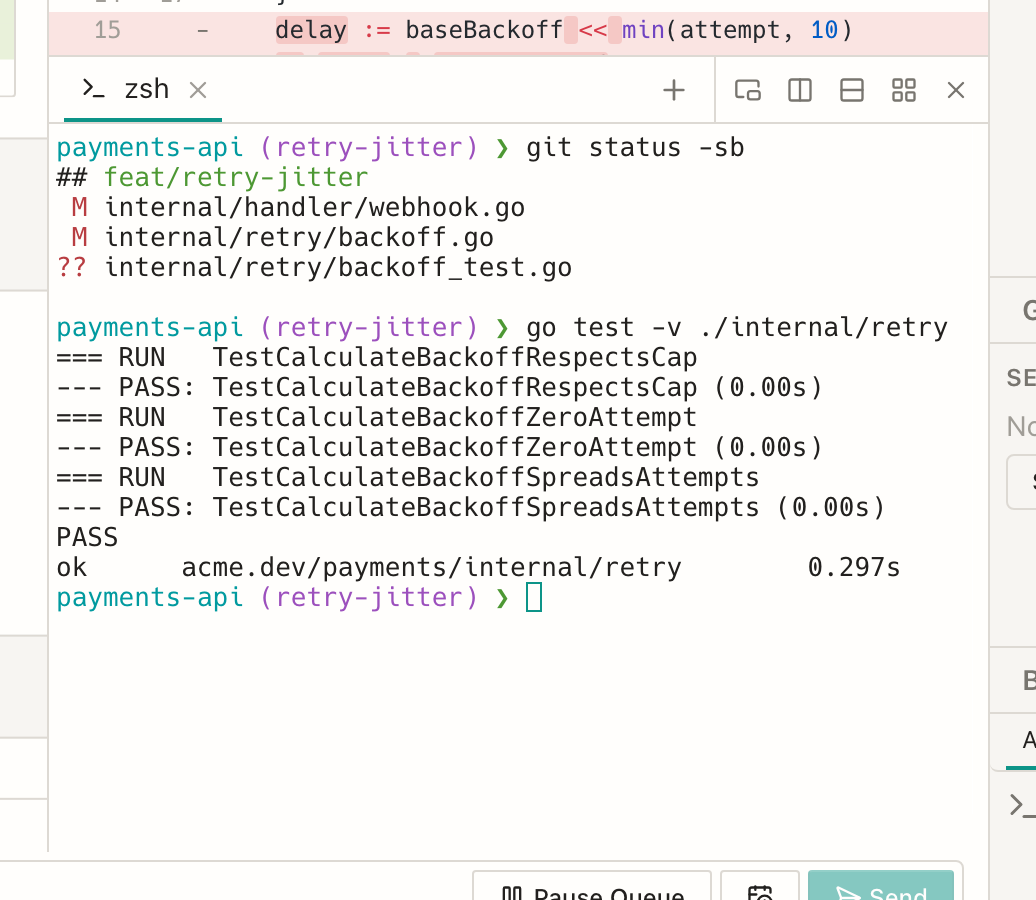 15 - delay := baseBackoff << min(attempt, 10)
zsh
payments-api (retry-jitter) ❯ git status -sb
## feat/retry-jitter
 M internal/handler/webhook.go
 M internal/retry/backoff.go
?? internal/retry/backoff_test.go
payments-api (retry-jitter) ❯ go test -v ./internal/retry
=== RUN   TestCalculateBackoffRespectsCap
--- PASS: TestCalculateBackoffRespectsCap (0.00s)
=== RUN   TestCalculateBackoffZeroAttempt
--- PASS: TestCalculateBackoffZeroAttempt (0.00s)
=== RUN   TestCalculateBackoffSpreadsAttempts
--- PASS: TestCalculateBackoffSpreadsAttempts (0.00s)
PASS
ok      acme.dev/payments/internal/retry        0.297s
payments-api (retry-jitter) ❯
Pause Queue
Send